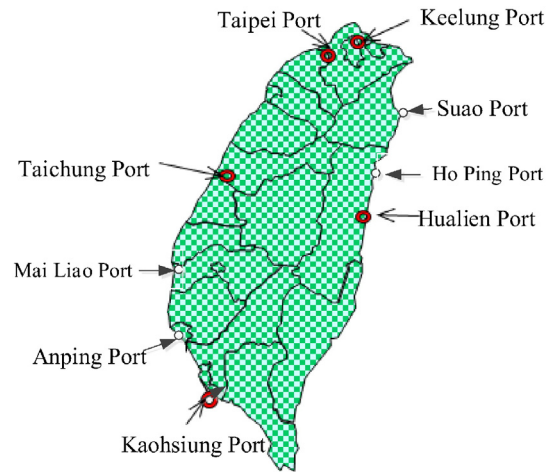 Taipei Port
Keelung Port
Suao Port
Taichung Port
Ho Ping Port
Hualien Port
Mai Liao Port
Anping Port
Kaohsiung Port